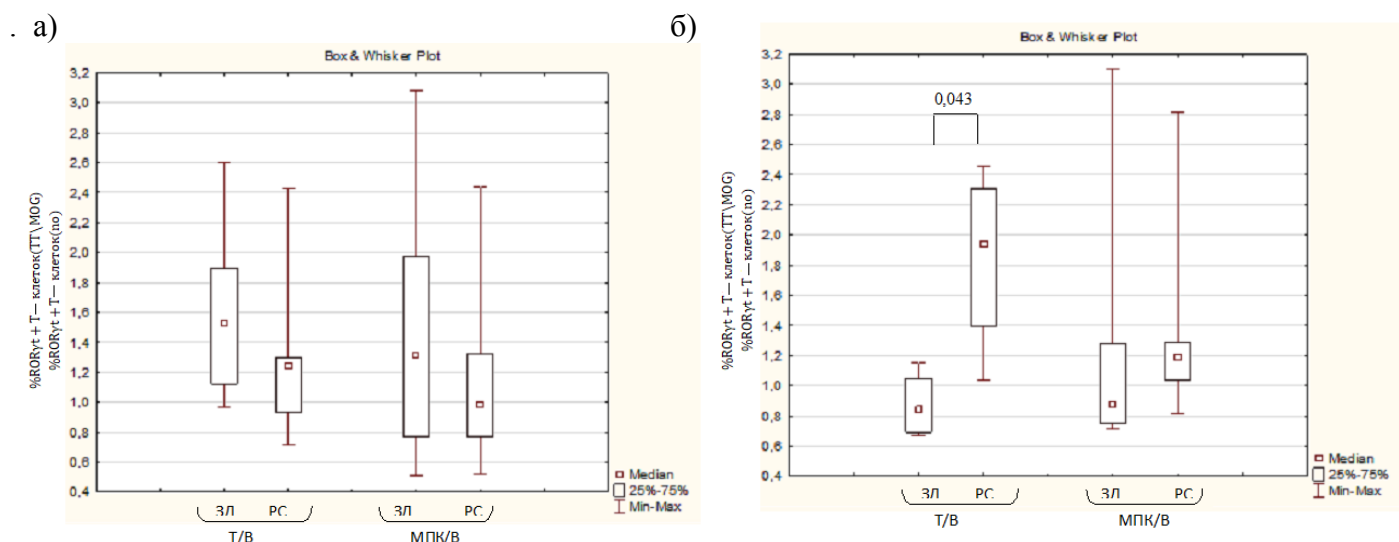 . а)
Box & Whisker Plot
3,2
3,0
2,8
2,6
2,4
2,2
2,0
1,8
1,6
1,4
1,2
1,0
0,8
0,6
0,4
%RORγt + T— клеток(TT\MOG)
%RORγt + T— клеток(no)
ЗЛ РС ЗЛ РС
Т/В МПК/В
Median
25%-75%
Min-Max
б)
Box & Whisker Plot
3,2
3,0
2,8
2,6
2,4
2,2
2,0
1,8
1,6
1,4
1,2
1,0
0,8
0,6
0,4
%RORγt + T— клеток(TT\MOG)
%RORγt + T— клеток(no)
0,043
ЗЛ РС ЗЛ РС
Т/В МПК/В
Median
25%-75%
Min-Max